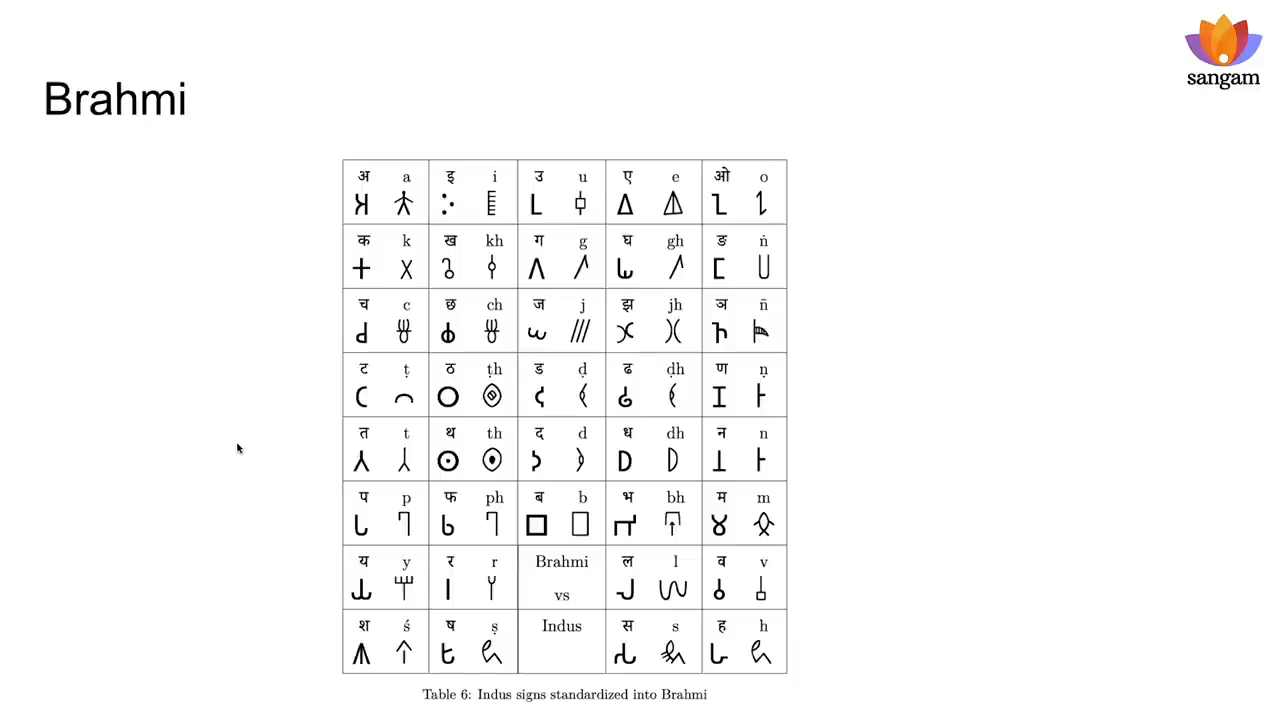 sangam
Brahmi
अ a इ i उ u ए e ओ o
𑀅 𑀇 𑀉 𑀏 𑀑
क k ख kh ग g घ gh ङ ṅ
𑀓 𑀔 𑀕 𑀖 𑀗
च c छ ch ज j झ jh ञ ñ
𑀘 𑀙 𑀚 𑀛 𑀜
ट ṭ ठ ṭh ड ḍ ढ ḍh ण ṇ
𑀝 𑀞 𑀟 𑀠 𑀡
त t थ th द d ध dh न n
𑀢 𑀣 𑀤 𑀥 𑀦
प p फ ph ब b भ bh म m
𑀧 𑀨 𑀩 𑀪 𑀫
य y र r Brahmi ल l व v
𑀬 𑀭 vs 𑀮 𑀯
श ś ष ṣ Indus स s ह h
𑀰 𑀱 𑀲 𑀳
Table 6: Indus signs standardized into Brahmi